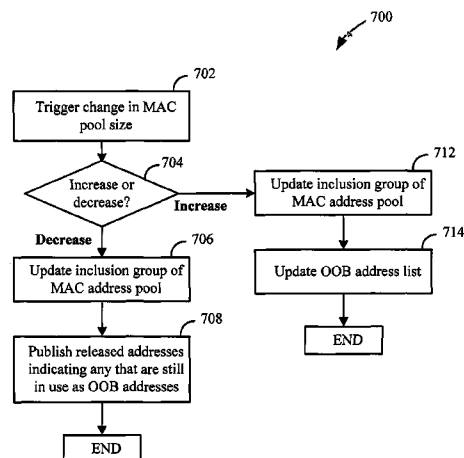 700
702
Trigger change in MAC
pool size
704
Increase or
decrease?
Increase
Decrease
706
Update inclusion group of
MAC address pool
708
Publish released addresses
indicating any that are still
in use as OOB addresses
END
712
Update inclusion group of
MAC address pool
714
Update OOB address list
END